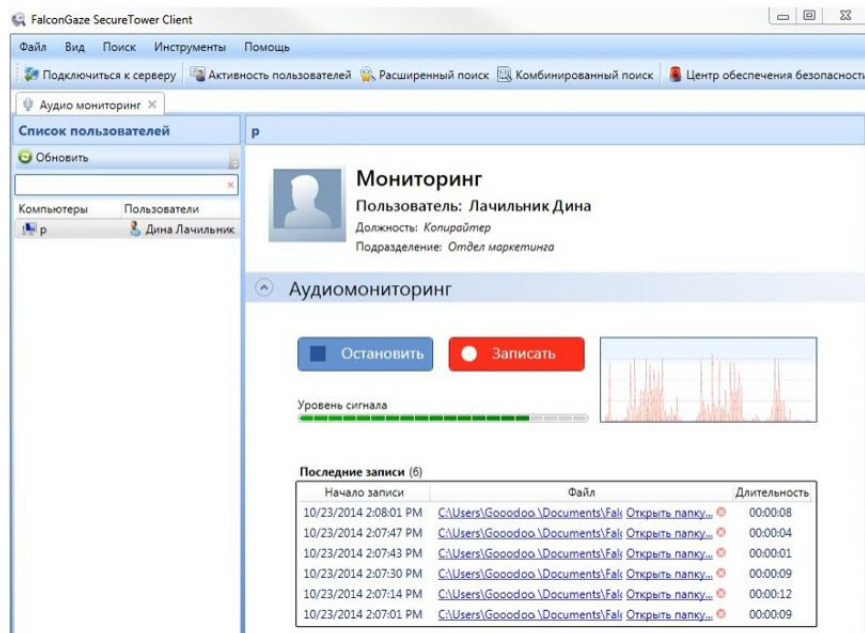 FalconGaze SecureTower Client
Файл Вид Поиск Инструменты Помощь
Подключиться к серверу Активность пользователей Расширенный поиск Комбинированный поиск Центр обеспечения безопасности
Аудио мониторинг
Список пользователей
p
Обновить
Компьютеры Пользователи
p Дина Лачильник
Мониторинг
Пользователь: Лачильник Дина
Должность: Копирайтер
Подразделение: Отдел маркетинга
Аудиомониторинг
Остановить Записать
Уровень сигнала
Последние записи (6)
Начало записи Файл Длительность
10/23/2014 2:08:01 PM C:\Users\Gooodoo.\Documents\Falc Открыть папку... 00:00:08
10/23/2014 2:07:47 PM C:\Users\Gooodoo.\Documents\Falc Открыть папку... 00:00:04
10/23/2014 2:07:43 PM C:\Users\Gooodoo.\Documents\Falc Открыть папку... 00:00:01
10/23/2014 2:07:30 PM C:\Users\Gooodoo.\Documents\Falc Открыть папку... 00:00:09
10/23/2014 2:07:14 PM C:\Users\Gooodoo.\Documents\Falc Открыть папку... 00:00:12
10/23/2014 2:07:01 PM C:\Users\Gooodoo.\Documents\Falc Открыть папку... 00:00:09